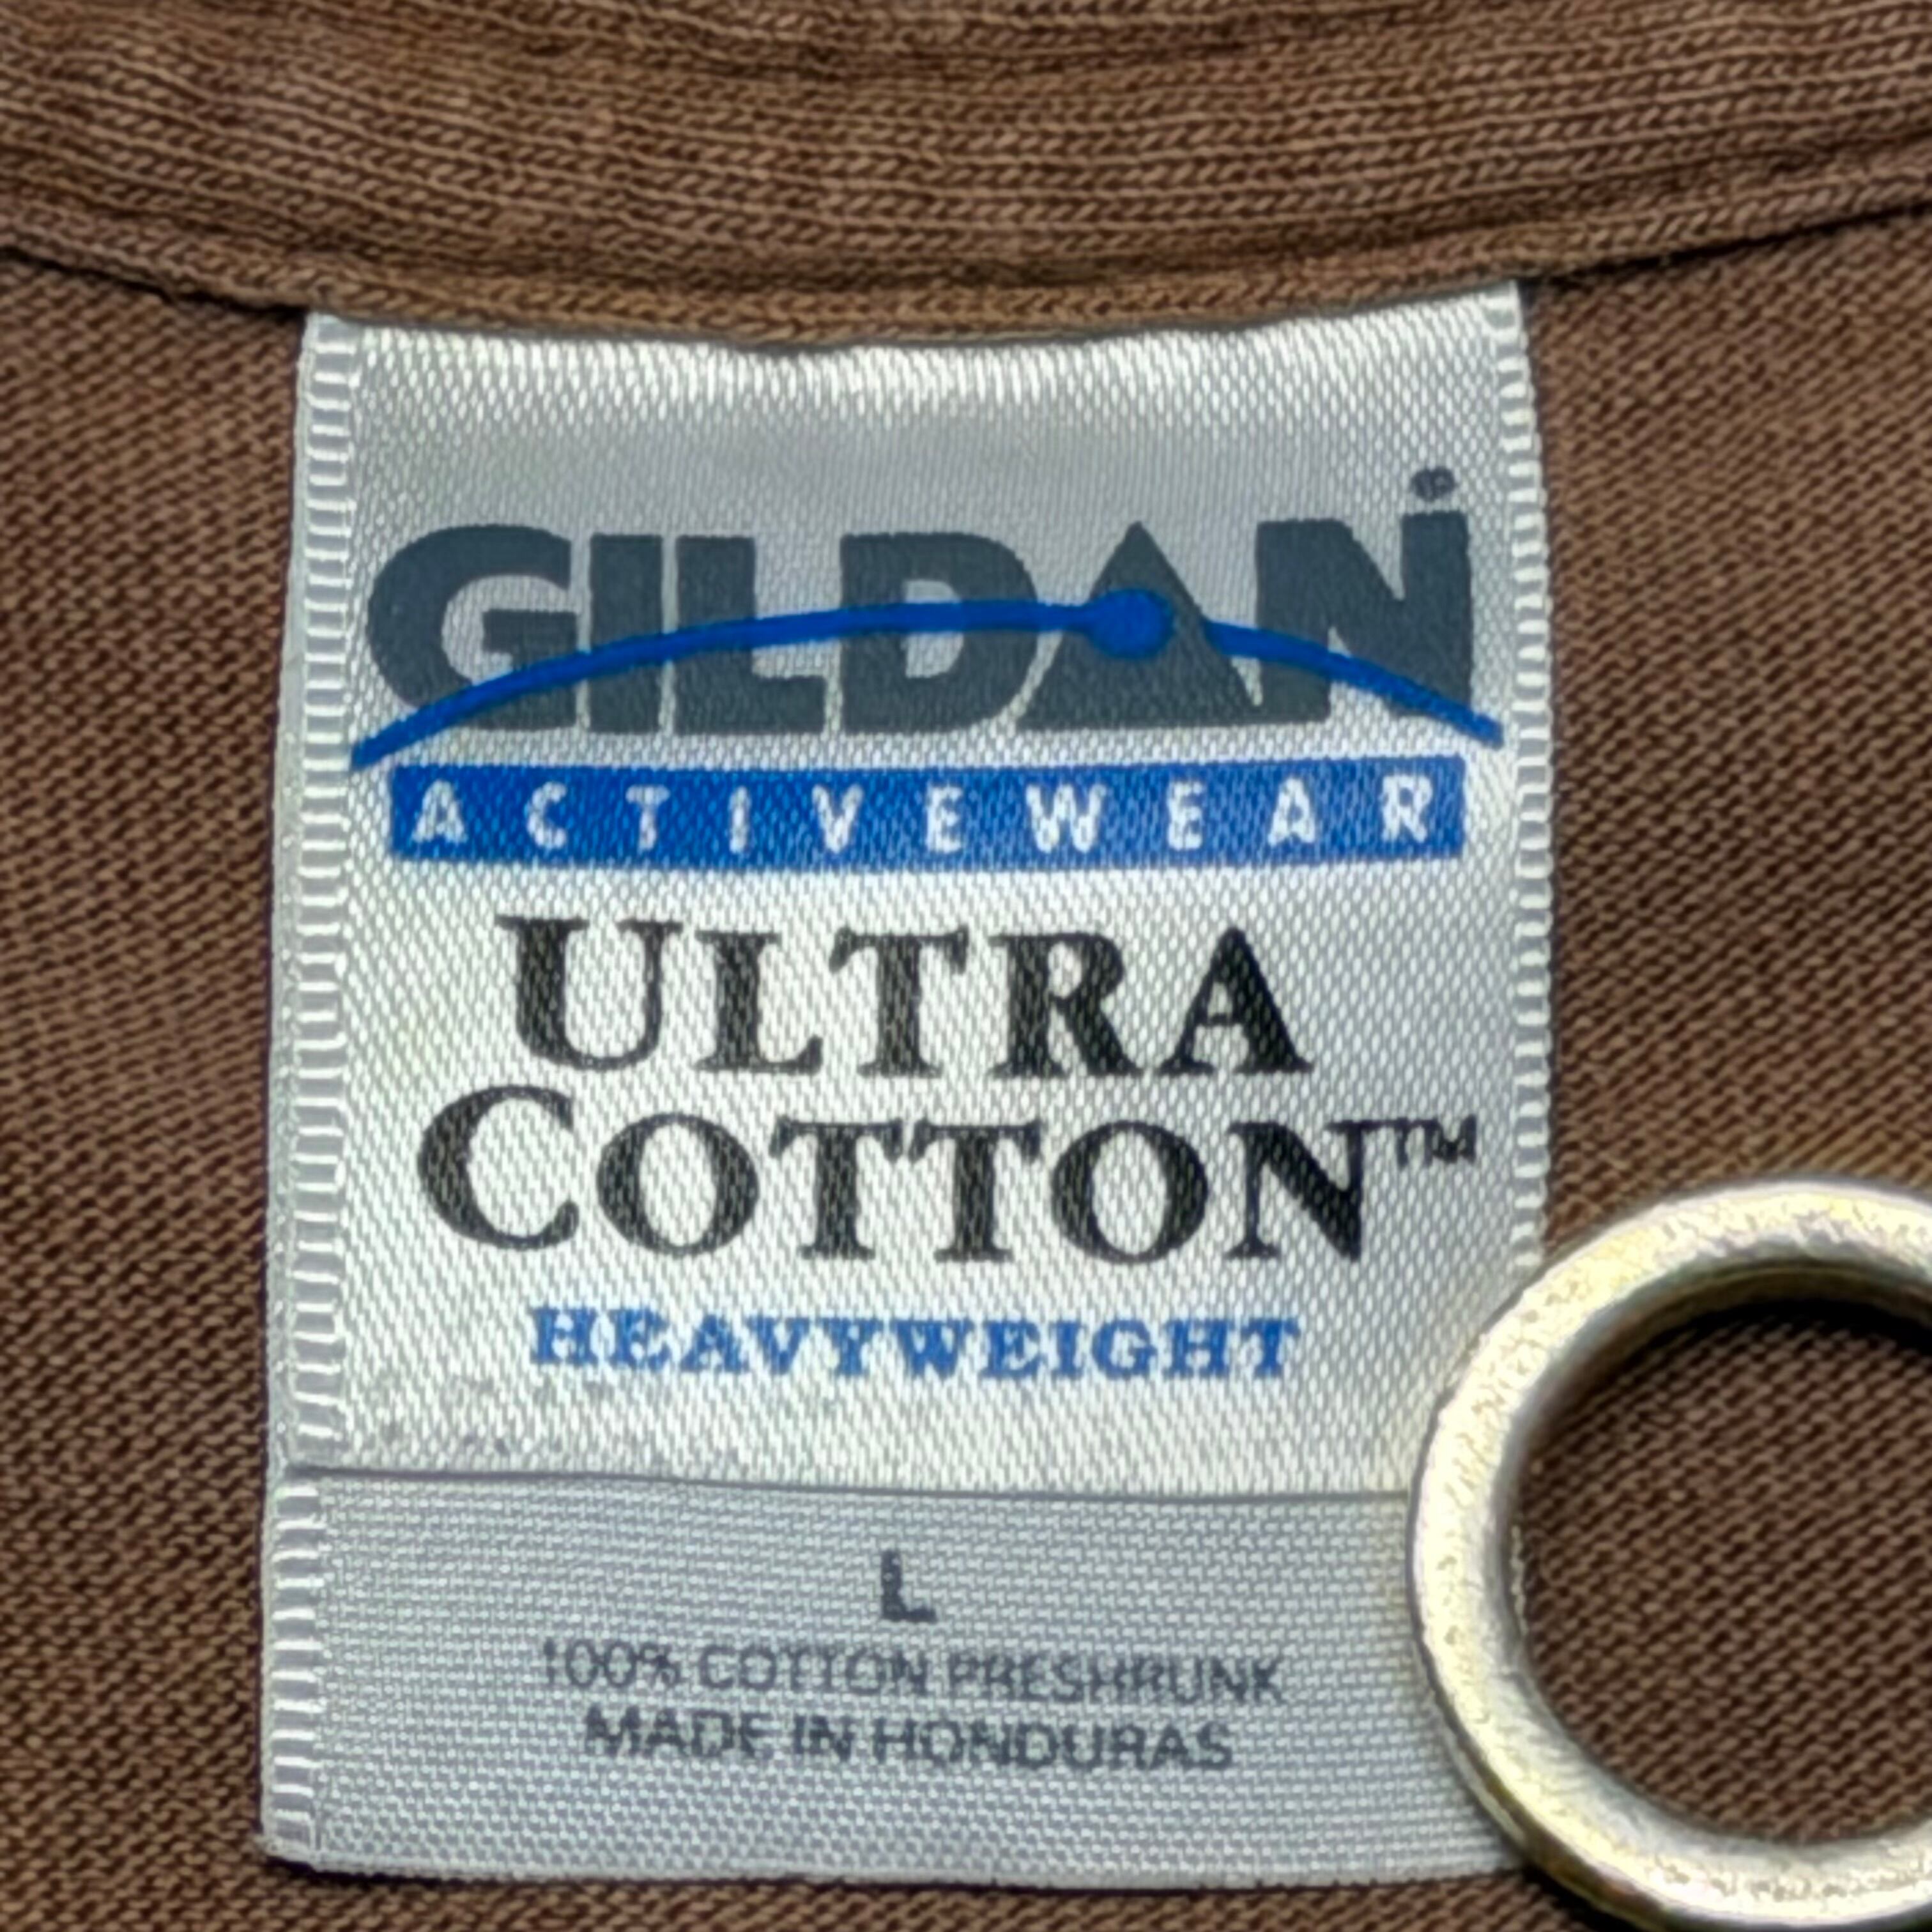 GILDAN
ACTIVEWEAR
ULTRA
COTTON™
HEAVYWEIGHT
L
100% COTTON PRESHRUNK
MADE IN HONDURAS